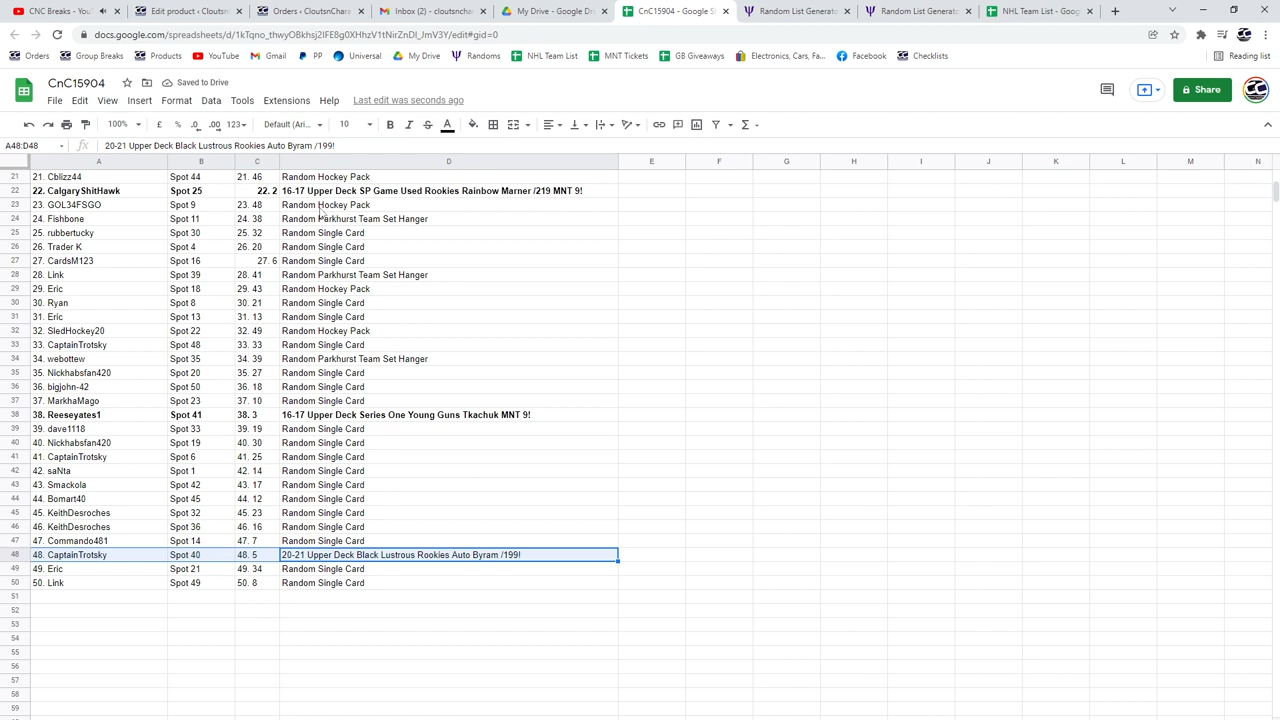 CnC Breaks - YouT
Edit product • CloutsnC
Orders • CloutsnChara
Inbox (2) - cloutsnchara
My Drive - Google Driv
CnC15904 - Google S
Random List Generato
Random List Generato
NHL Team List - Goog
docs.google.com/spreadsheets/d/1kTqno_thwyOBkhsj2IFE8g0XHhzV1tNirZnDI_JmV3Y/edit#gid=0
Orders
Group Breaks
Products
YouTube
Gmail
PP
Universal
My Drive
Randoms
NHL Team List
MNT Tickets
GB Giveaways
Electronics, Cars, Fa...
Facebook
Checklists
Reading list
CnC15904
Saved to Drive
File Edit View Insert Format Data Tools Extensions Help Last edit was seconds ago
Share
100% £ % .0 .00 123 Default (Ari... 10 B I S A
A48:D48 fx 20-21 Upper Deck Black Lustrous Rookies Auto Byram /199!
A B C D E F G H I J K L M N
21 21. Cblizz44 Spot 44 21. 46 Random Hockey Pack
22 22. CalgaryShitHawk Spot 25 22. 2 16-17 Upper Deck SP Game Used Rookies Rainbow Marner /219 MNT 9!
23 23. GOL34FSGO Spot 9 23. 48 Random Hockey Pack
24 24. Fishbone Spot 11 24. 38 Random Parkhurst Team Set Hanger
25 25. rubbertucky Spot 30 25. 32 Random Single Card
26 26. Trader K Spot 4 26. 20 Random Single Card
27 27. CardsM123 Spot 16 27. 6 Random Single Card
28 28. Link Spot 39 28. 41 Random Parkhurst Team Set Hanger
29 29. Eric Spot 18 29. 43 Random Hockey Pack
30 30. Ryan Spot 8 30. 21 Random Single Card
31 31. Eric Spot 13 31. 13 Random Single Card
32 32. SledHockey20 Spot 22 32. 49 Random Hockey Pack
33 33. CaptainTrotsky Spot 48 33. 33 Random Single Card
34 34. webottew Spot 35 34. 39 Random Parkhurst Team Set Hanger
35 35. Nickhabsfan420 Spot 20 35. 27 Random Single Card
36 36. bigjohn-42 Spot 50 36. 18 Random Single Card
37 37. MarkhaMago Spot 23 37. 10 Random Single Card
38 38. Reeseyates1 Spot 41 38. 3 16-17 Upper Deck Series One Young Guns Tkachuk MNT 9!
39 39. dave1118 Spot 33 39. 19 Random Single Card
40 40. Nickhabsfan420 Spot 19 40. 30 Random Single Card
41 41. CaptainTrotsky Spot 6 41. 25 Random Single Card
42 42. saNta Spot 1 42. 14 Random Single Card
43 43. Smackola Spot 42 43. 17 Random Single Card
44 44. Bomart40 Spot 45 44. 12 Random Single Card
45 45. KeithDesroches Spot 32 45. 23 Random Single Card
46 46. KeithDesroches Spot 36 46. 16 Random Single Card
47 47. Commando481 Spot 14 47. 7 Random Single Card
48 48. CaptainTrotsky Spot 40 48. 5 20-21 Upper Deck Black Lustrous Rookies Auto Byram /199!
49 49. Eric Spot 21 49. 34 Random Single Card
50 50. Link Spot 49 50. 8 Random Single Card
51
52
53
54
55
56
57
58
59